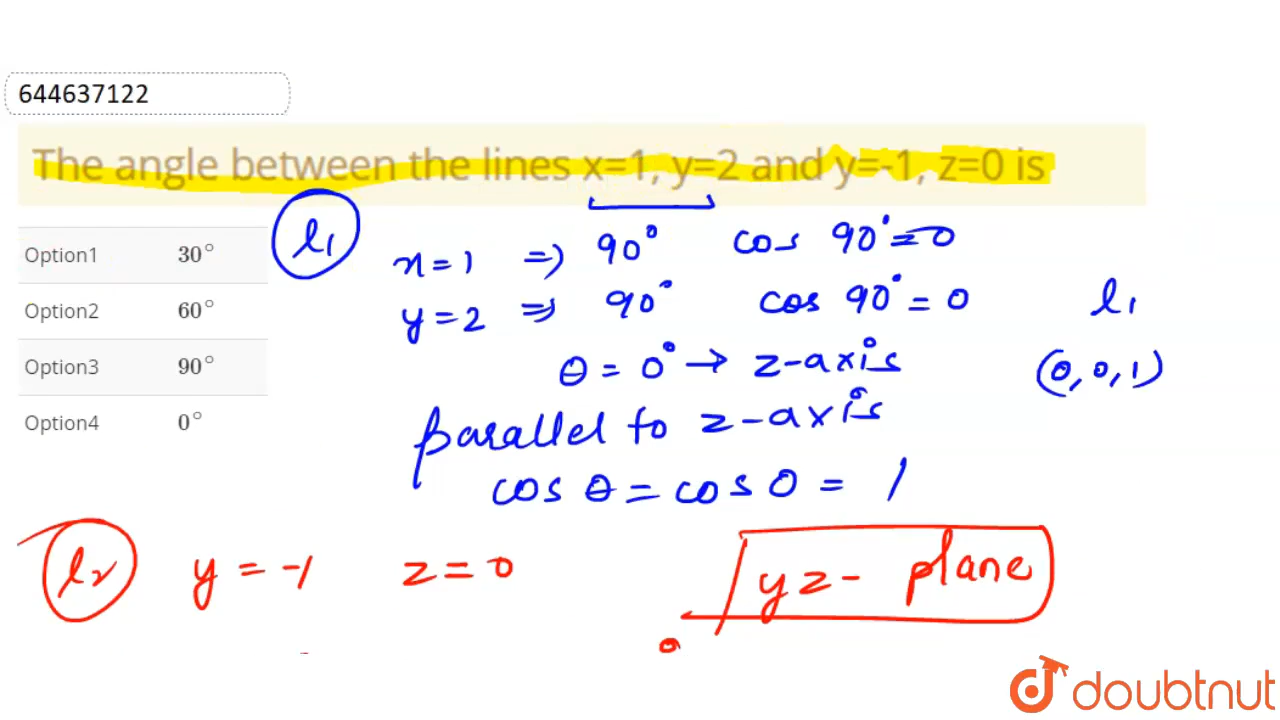 644637122
The angle between the lines x=1, y=2 and y=-1, z=0 is
Option1 30°
Option2 60°
Option3 90°
Option4 0°
l₁
x=1 ⇒ 90° cos 90°=0
y=2 ⇒ 90° cos 90°=0 l₁
θ=0° → z-axis (0,0,1)
parallel to z-axis
cos θ = cos 0 = 1
l₂ y=-1 z=0 yz- plane
doubtnut